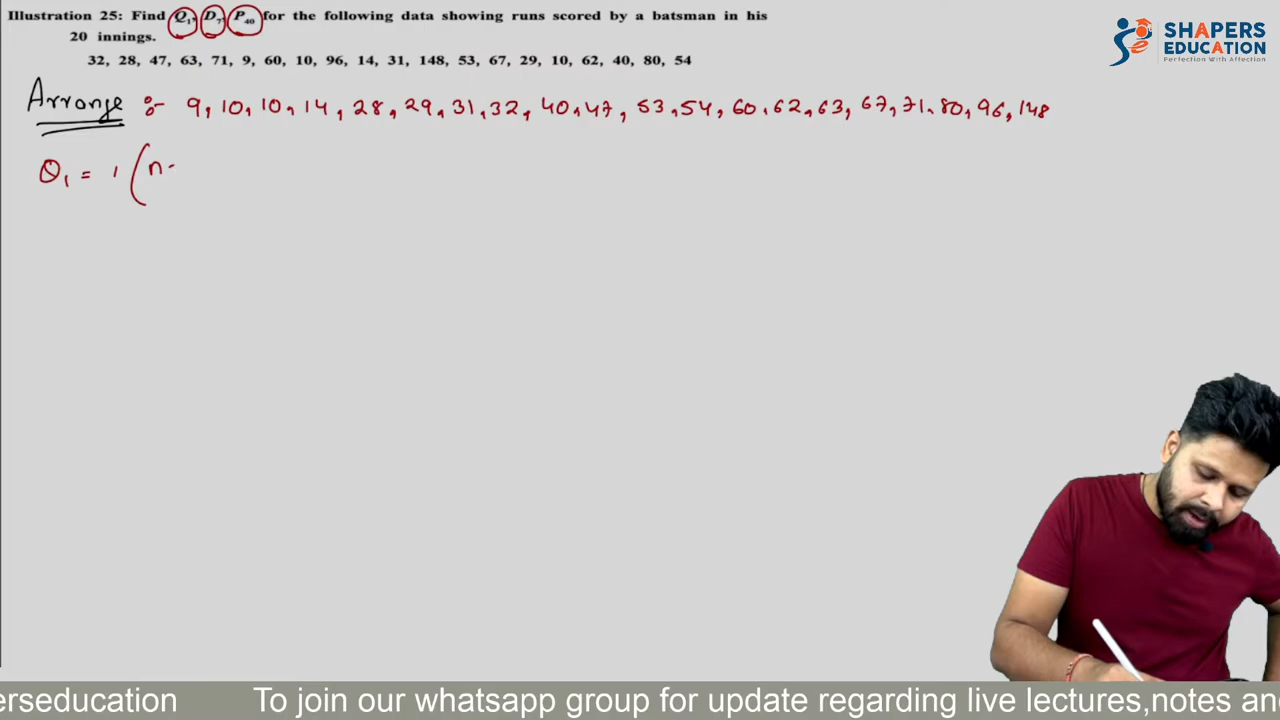 Illustration 25: Find Q₁, D₇, P₄₀ for the following data showing runs scored by a batsman in his
20 innings.
32, 28, 47, 63, 71, 9, 60, 10, 96, 14, 31, 148, 53, 67, 29, 10, 62, 40, 80, 54
SHAPERS
EDUCATION
Perfection With Affection
Arrange :- 9, 10, 10, 14, 28, 29, 31, 32, 40, 47, 53, 54, 60, 62, 63, 67, 71, 80, 96, 148
Q₁ = 1 (n-
erseducation To join our whatsapp group for update regarding live lectures,notes an